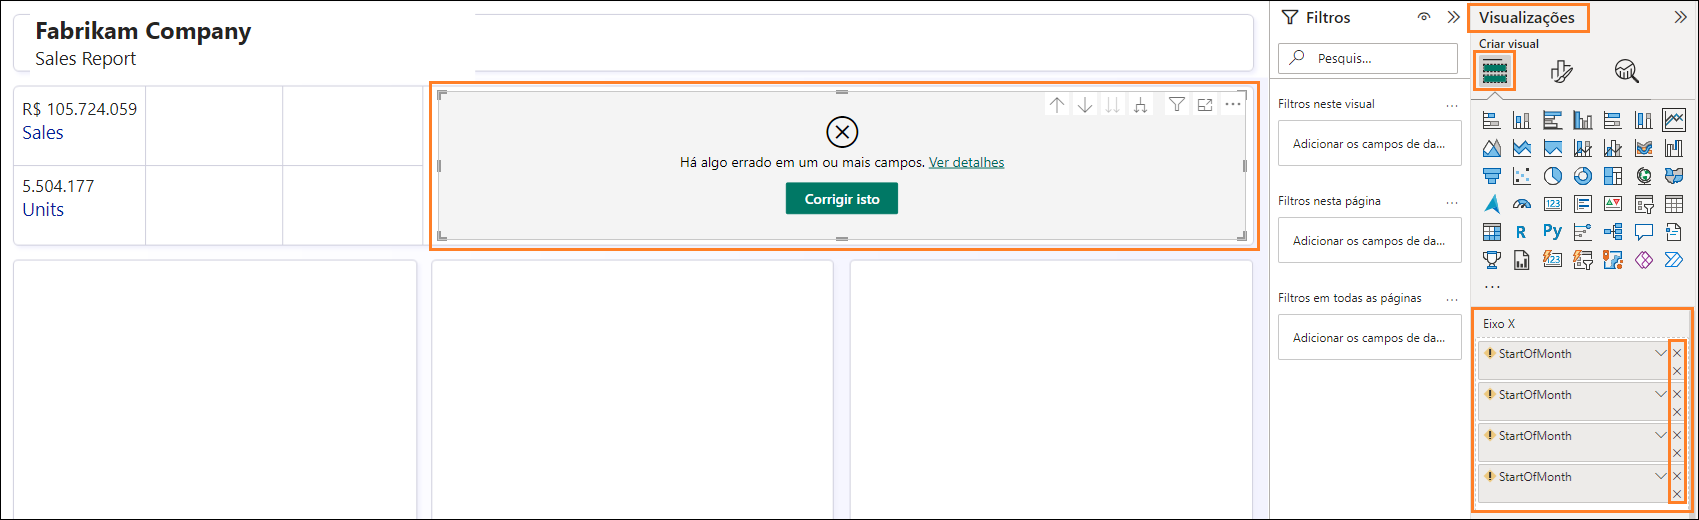 Fabrikam Company
Sales Report
R$ 105.724.059
Sales
5.504.177
Units
Há algo errado em um ou mais campos. Ver detalhes
Corrigir isto
Filtros
Pesquis...
Filtros neste visual
Adicionar os campos de da...
Filtros nesta página
Adicionar os campos de da...
Filtros em todas as páginas
Adicionar os campos de da...
Visualizações
Criar visual
123
R
Py
123
Eixo X
StartOfMonth
StartOfMonth
StartOfMonth
StartOfMonth